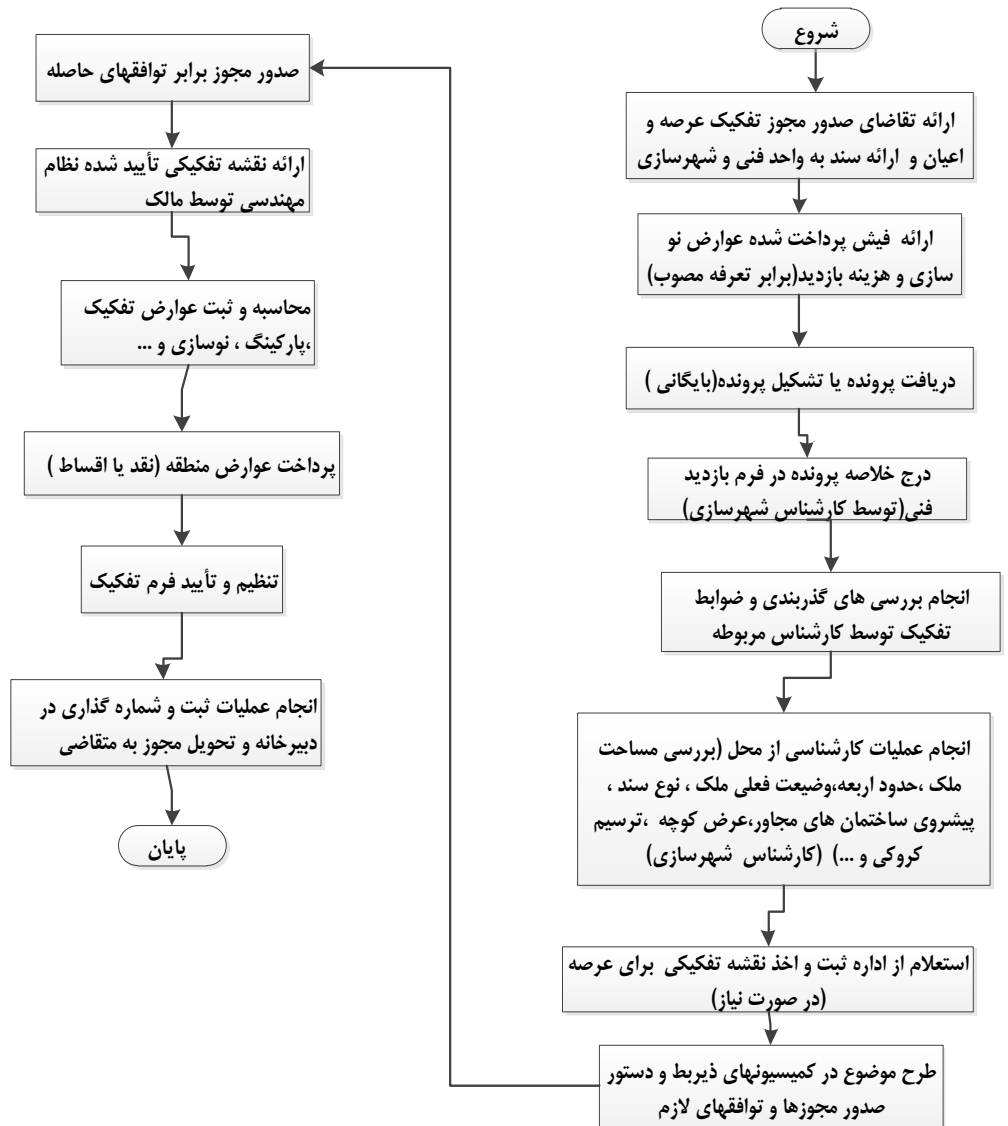 شروع
ارائه تقاضای صدور مجوز تفکیک عرصه و
اعیان و ارائه سند به واحد فنی و شهرسازی
ارائه فیش پرداخت شده عوارض نو
سازی و هزینه بازدید(برابر تعرفه مصوب)
دریافت پرونده یا تشکیل پرونده(بایگانی )
درج خلاصه پرونده در فرم بازدید
فنی(توسط کارشناس شهرسازی)
انجام بررسی های گذربندی و ضوابط
تفکیک توسط کارشناس مربوطه
انجام عملیات کارشناسی از محل (بررسی مساحت
ملک ،حدود اربعه،وضیعت فعلی ملک ، نوع سند ،
پیشروی ساختمان های مجاور،عرض کوچه ،ترسیم
کروکی و ...) (کارشناس شهرسازی)
استعلام از اداره ثبت و اخذ نقشه تفکیکی برای عرصه
(در صورت نیاز)
طرح موضوع در کمیسیونهای ذیربط و دستور
صدور مجوزها و توافقهای لازم
صدور مجوز برابر توافقهای حاصله
ارائه نقشه تفکیکی تأیید شده نظام
مهندسی توسط مالک
محاسبه و ثبت عوارض تفکیک
،پارکینگ ، نوسازی و ...
پرداخت عوارض منطقه (نقد یا اقساط )
تنظیم و تأیید فرم تفکیک
انجام عملیات ثبت و شماره گذاری در
دبیرخانه و تحویل مجوز به متقاضی
پایان